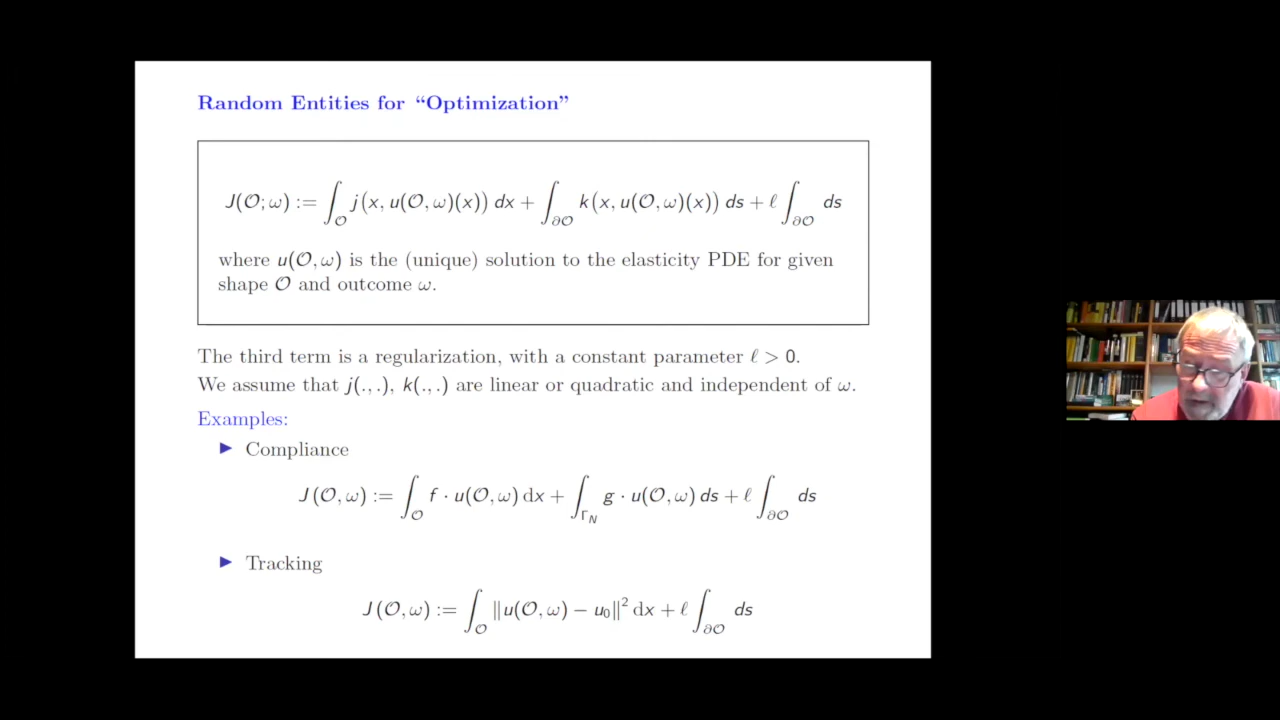 Random Entities for “Optimization”
J(𝒪; ω) := ∫_𝒪 j(x, u(𝒪, ω)(x)) dx + ∫_∂𝒪 k(x, u(𝒪, ω)(x)) ds + ℓ ∫_∂𝒪 ds
where u(𝒪, ω) is the (unique) solution to the elasticity PDE for given
shape 𝒪 and outcome ω.
The third term is a regularization, with a constant parameter ℓ > 0.
We assume that j(., .), k(., .) are linear or quadratic and independent of ω.
Examples:
▶ Compliance
J(𝒪, ω) := ∫_𝒪 f · u(𝒪, ω) dx + ∫_Γ_N g · u(𝒪, ω) ds + ℓ ∫_∂𝒪 ds
▶ Tracking
J(𝒪, ω) := ∫_𝒪 ‖u(𝒪, ω) − u₀‖² dx + ℓ ∫_∂𝒪 ds